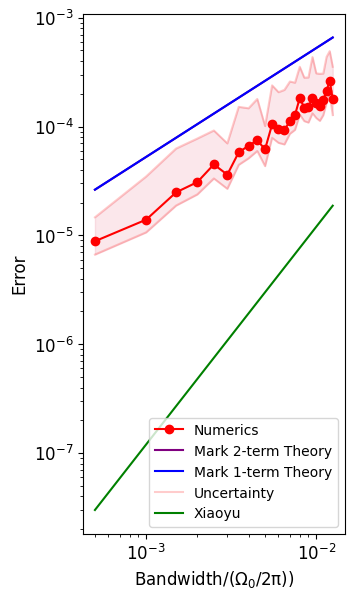 10⁻³
10⁻⁴
10⁻⁵
10⁻⁶
10⁻⁷
Error
Numerics
Mark 2-term Theory
Mark 1-term Theory
Uncertainty
Xiaoyu
10⁻³ 10⁻²
Bandwidth/(Ω₀/2π))